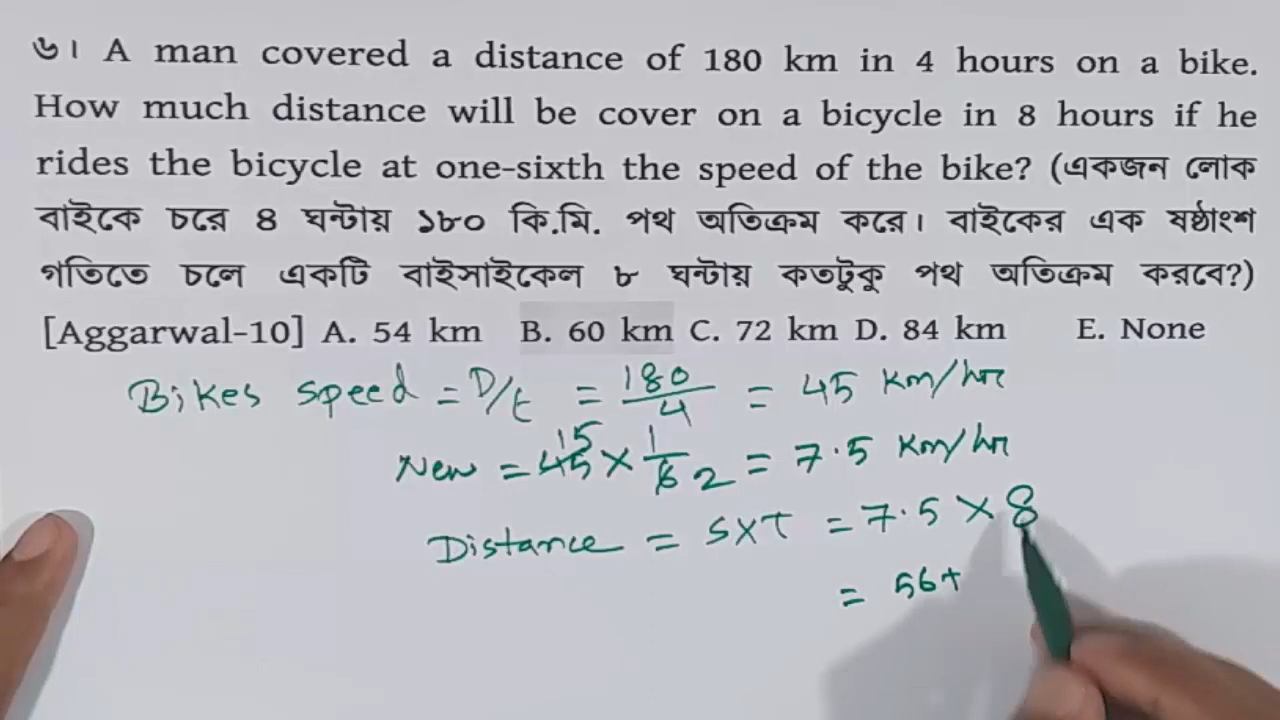 ৬। A man covered a distance of 180 km in 4 hours on a bike.
How much distance will be cover on a bicycle in 8 hours if he
rides the bicycle at one-sixth the speed of the bike? (একজন লোক
বাইকে চরে 4 ঘন্টায় ১৮০ কি.মি. পথ অতিক্রম করে। বাইকের এক ষষ্ঠাংশ
গতিতে চলে একটি বাইসাইকেল ৮ ঘন্টায় কতটুকু পথ অতিক্রম করবে?)
[Aggarwal-10] A. 54 km B. 60 km C. 72 km D. 84 km E. None
Bikes speed = D/t = 180/4 = 45 km/hr
New = 45 15 × 1/6 2 = 7.5 km/hr
Distance = S×T = 7.5 × 8
= 56+